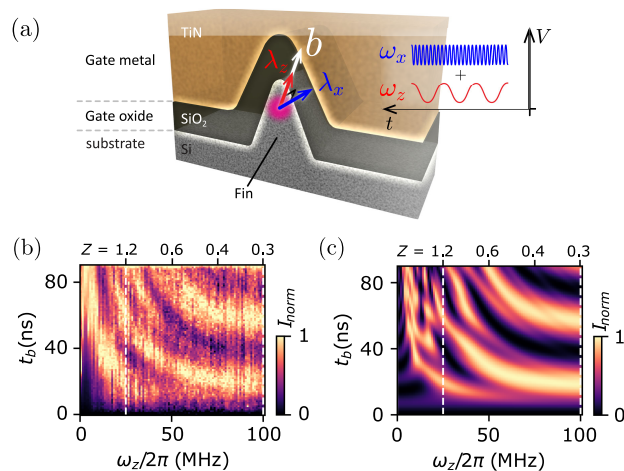 (a)
TiN
Gate metal
b
λ_z
λ_x
V
ω_x
+
ω_z
t
Gate oxide
SiO₂
substrate
Si
Fin
(b)
Z = 1.2 0.6 0.4 0.3
t_b(ns)
80
40
0
0 50 100
ω_z/2π (MHz)
I_norm
1
0
(c)
Z = 1.2 0.6 0.4 0.3
t_b(ns)
80
40
0
0 50 100
ω_z/2π (MHz)
I_norm
1
0